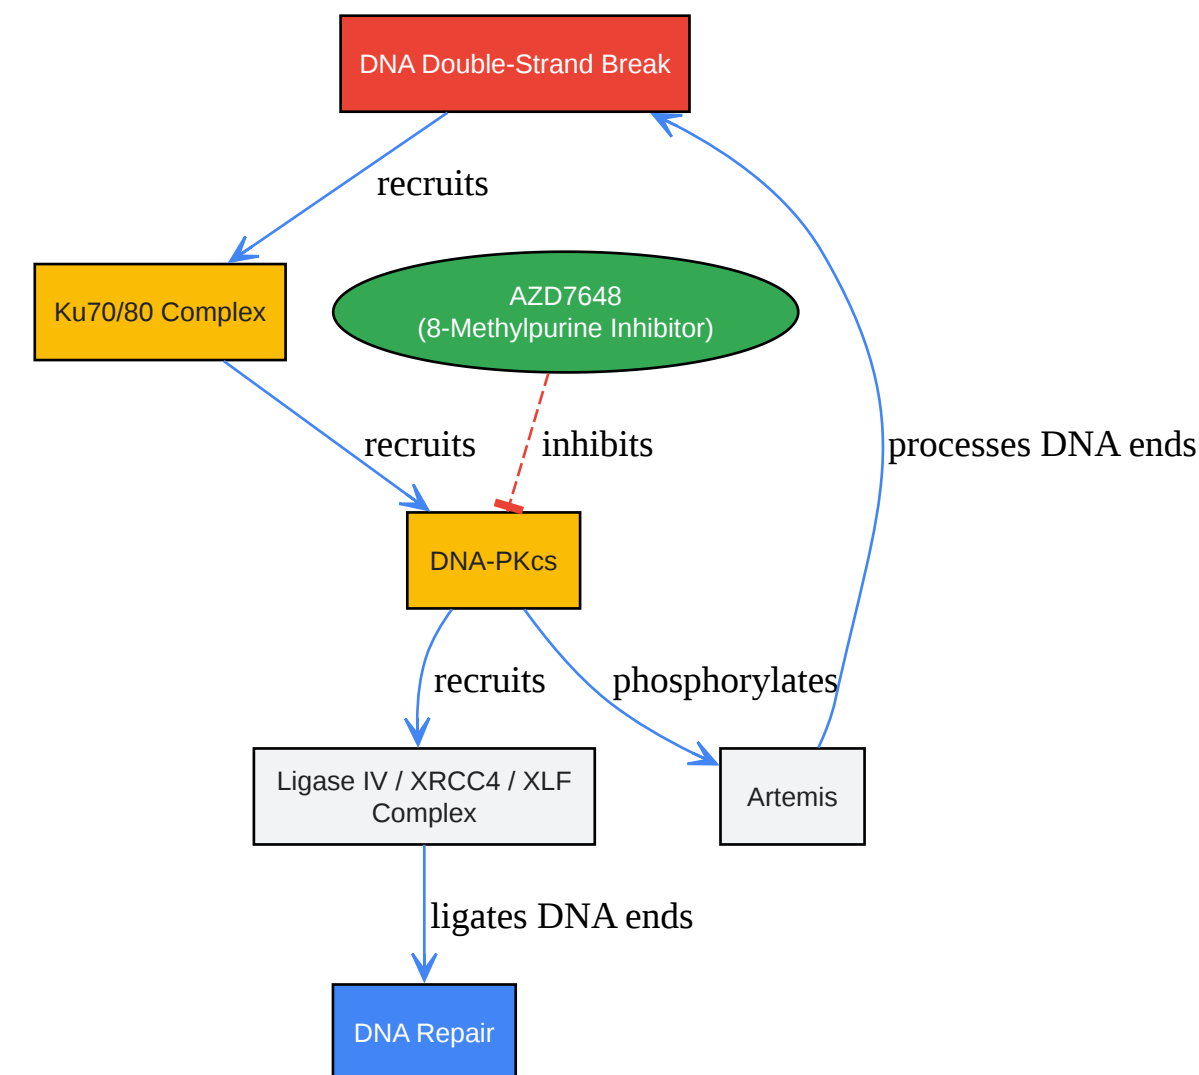 DNA Double-Strand Break
recruits
Ku70/80 Complex
AZD7648
(8-Methylpurine Inhibitor)
recruits
inhibits
processes DNA ends
DNA-PKcs
recruits
phosphorylates
Ligase IV / XRCC4 / XLF
Complex
Artemis
ligates DNA ends
DNA Repair